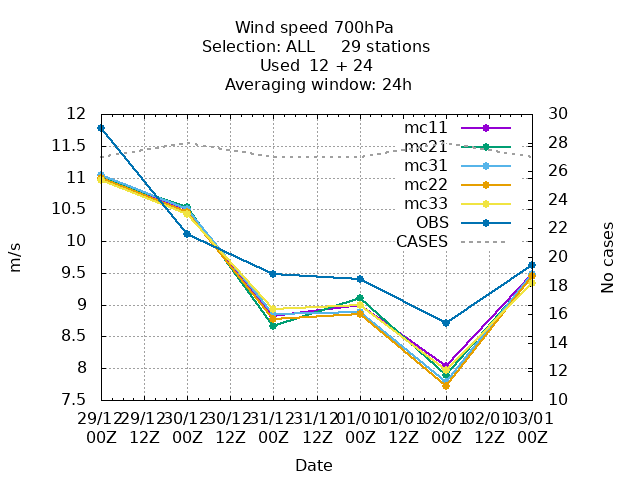 Wind speed 700hPa
Selection: ALL 29 stations
Used 12 + 24
Averaging window: 24h
m/s
No cases
12
11.5
11
10.5
10
9.5
9
8.5
8
7.5
30
28
26
24
22
20
18
16
14
12
10
mc11
mc21
mc31
mc22
mc33
OBS
CASES
29/12 29/12 30/12 30/12 31/12 31/12 01/01 01/01 02/01 02/01 03/01
00Z 12Z 00Z 12Z 00Z 12Z 00Z 12Z 00Z 12Z 00Z
Date